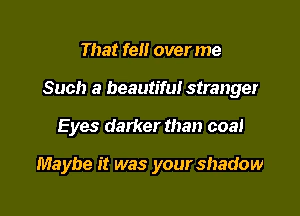 That fell over me
Such a beautiful stranger
Eyes darker than coal
Maybe it was your shadow